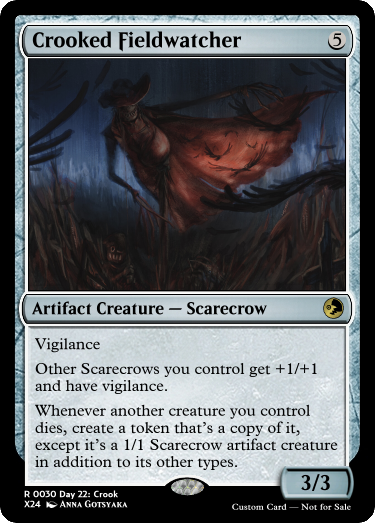 Crooked Fieldwatcher 5
Artifact Creature — Scarecrow
Vigilance
Other Scarecrows you control get +1/+1
and have vigilance.
Whenever another creature you control
dies, create a token that's a copy of it,
except it's a 1/1 Scarecrow artifact creature
in addition to its other types.
3/3
R 0030 Day 22: Crook
X24 Anna Gotsyaka
Custom Card — Not for Sale